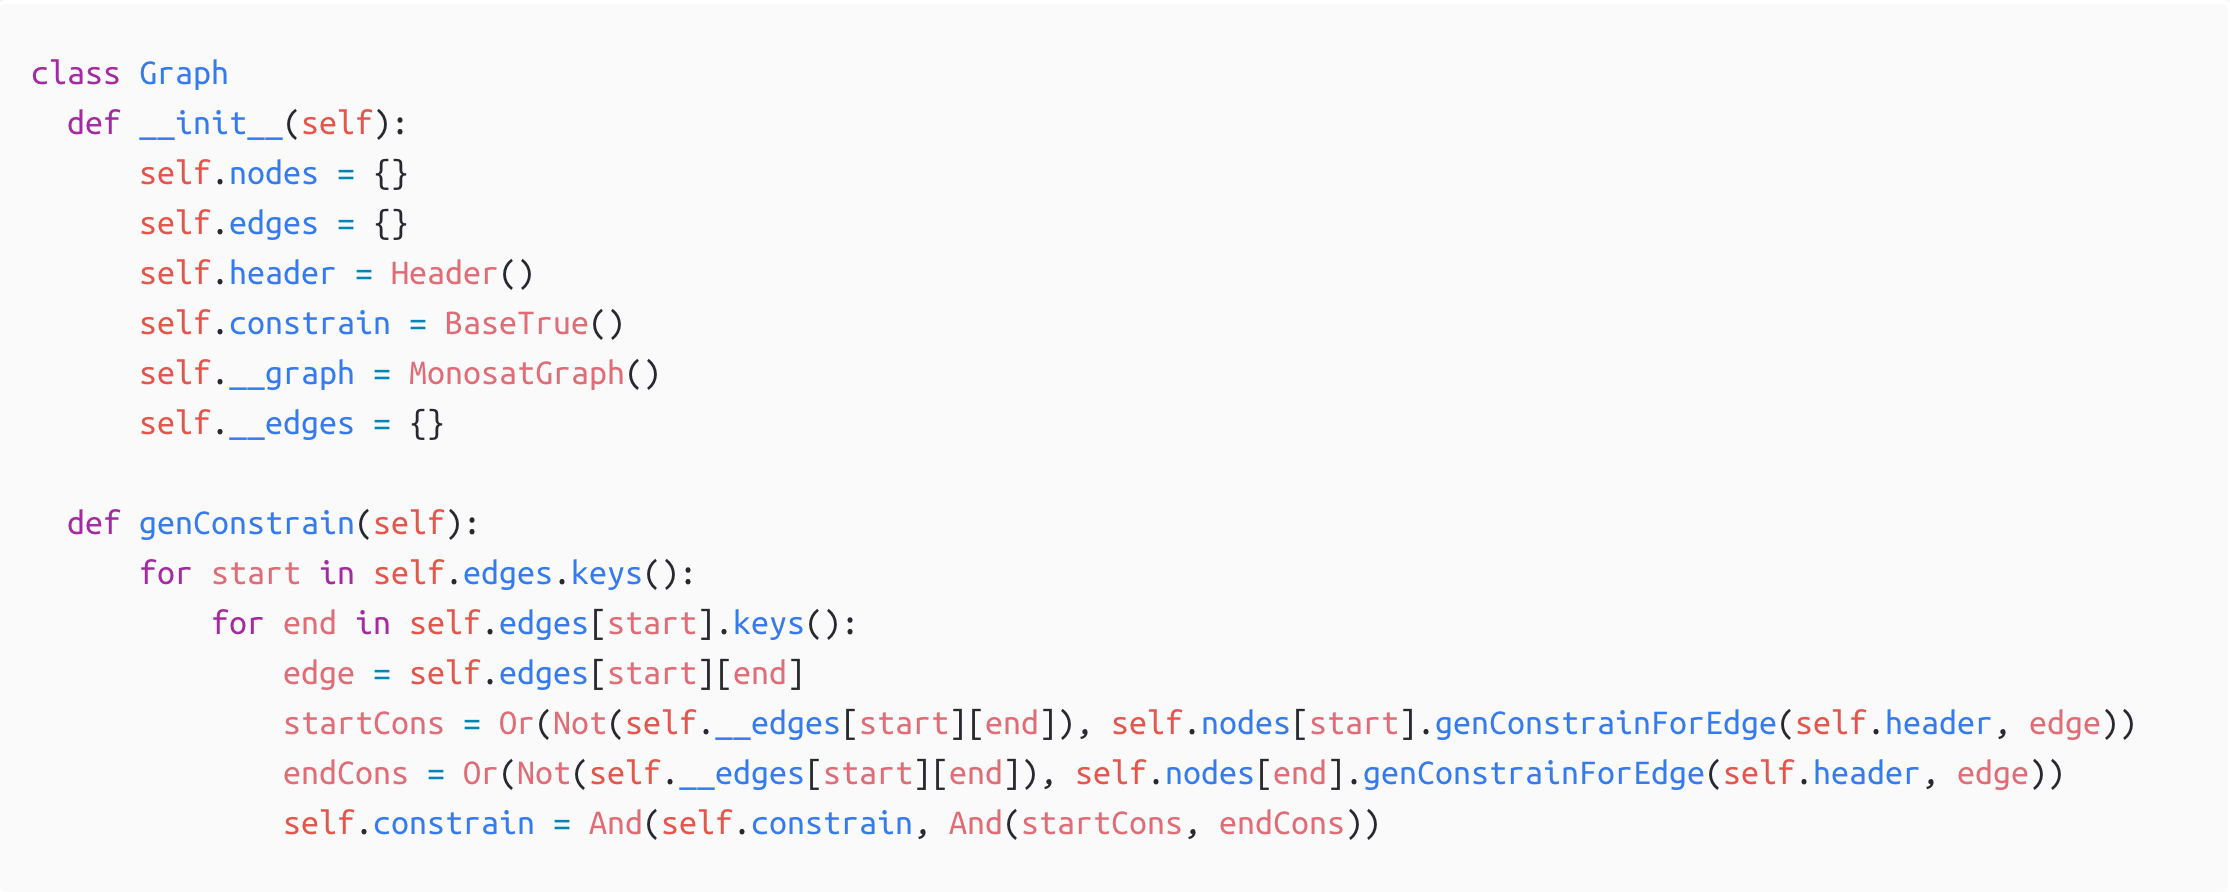 class Graph
  def __init__(self):
      self.nodes = {}
      self.edges = {}
      self.header = Header()
      self.constrain = BaseTrue()
      self.__graph = MonosatGraph()
      self.__edges = {}

  def genConstrain(self):
      for start in self.edges.keys():
          for end in self.edges[start].keys():
              edge = self.edges[start][end]
              startCons = Or(Not(self.__edges[start][end]), self.nodes[start].genConstrainForEdge(self.header, edge))
              endCons = Or(Not(self.__edges[start][end]), self.nodes[end].genConstrainForEdge(self.header, edge))
              self.constrain = And(self.constrain, And(startCons, endCons))